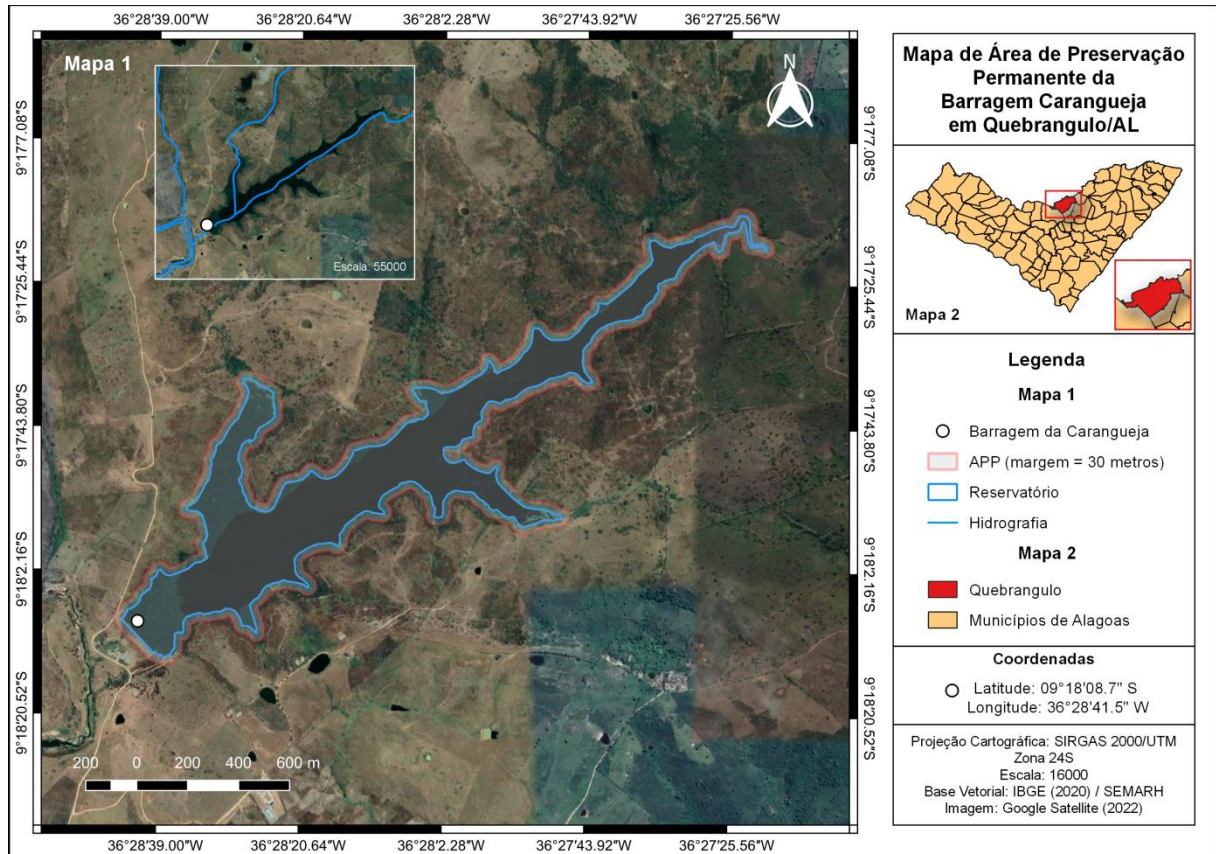 36°28'39.00"W
36°28'20.64"W
36°28'2.28"W
36°27'43.92"W
36°27'25.56"W
Mapa 1
N
Escala: 55000
9°17'7.08"S
9°17'25.44"S
9°17'43.80"S
9°18'2.16"S
9°18'20.52"S
9°17'7.08"S
9°17'25.44"S
9°17'43.80"S
9°18'2.16"S
9°18'20.52"S
200 0 200 400 600 m
36°28'39.00"W
36°28'20.64"W
36°28'2.28"W
36°27'43.92"W
36°27'25.56"W
Mapa de Área de Preservação
Permanente da
Barragem Carangueja
em Quebrangulo/AL
Mapa 2
Legenda
Mapa 1
Barragem da Carangueja
APP (margem = 30 metros)
Reservatório
Hidrografia
Mapa 2
Quebrangulo
Municípios de Alagoas
Coordenadas
Latitude: 09°18'08.7" S
Longitude: 36°28'41.5" W
Projeção Cartográfica: SIRGAS 2000/UTM
Zona 24S
Escala: 16000
Base Vetorial: IBGE (2020) / SEMARH
Imagem: Google Satellite (2022)